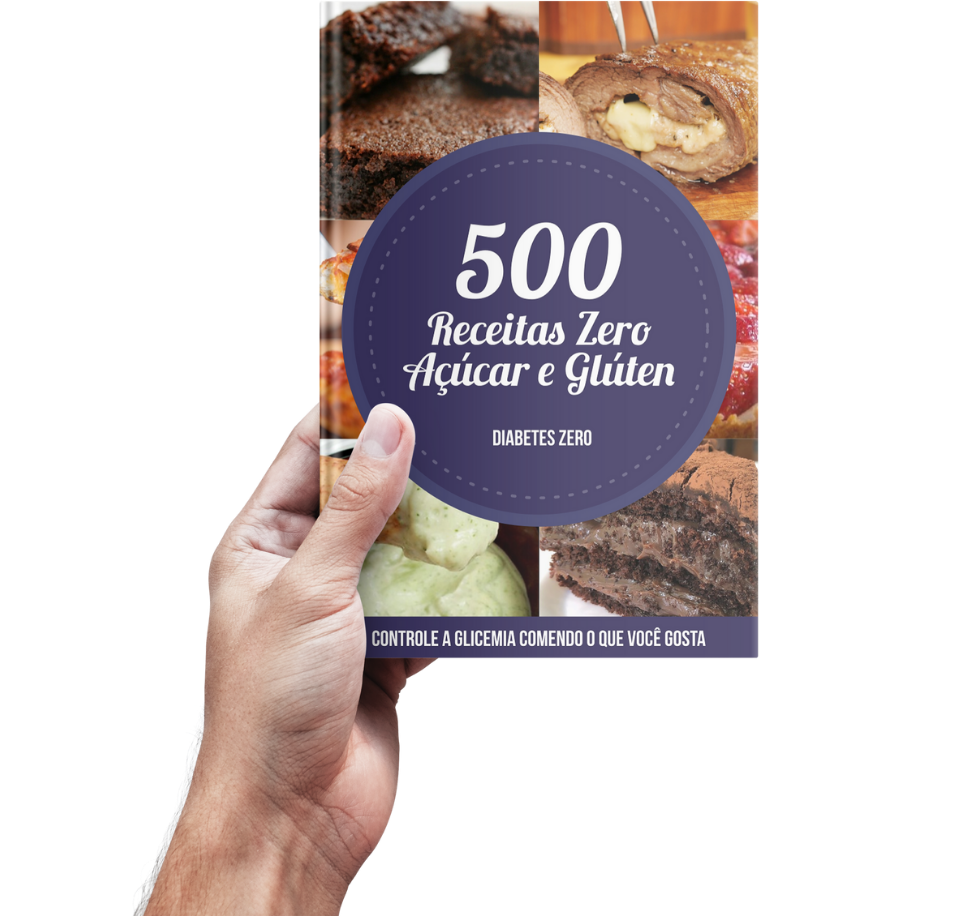 500
Receitas Zero
Açúcar e Glúten
DIABETES ZERO
CONTROLE A GLICEMIA COMENDO O QUE VOCÊ GOSTA